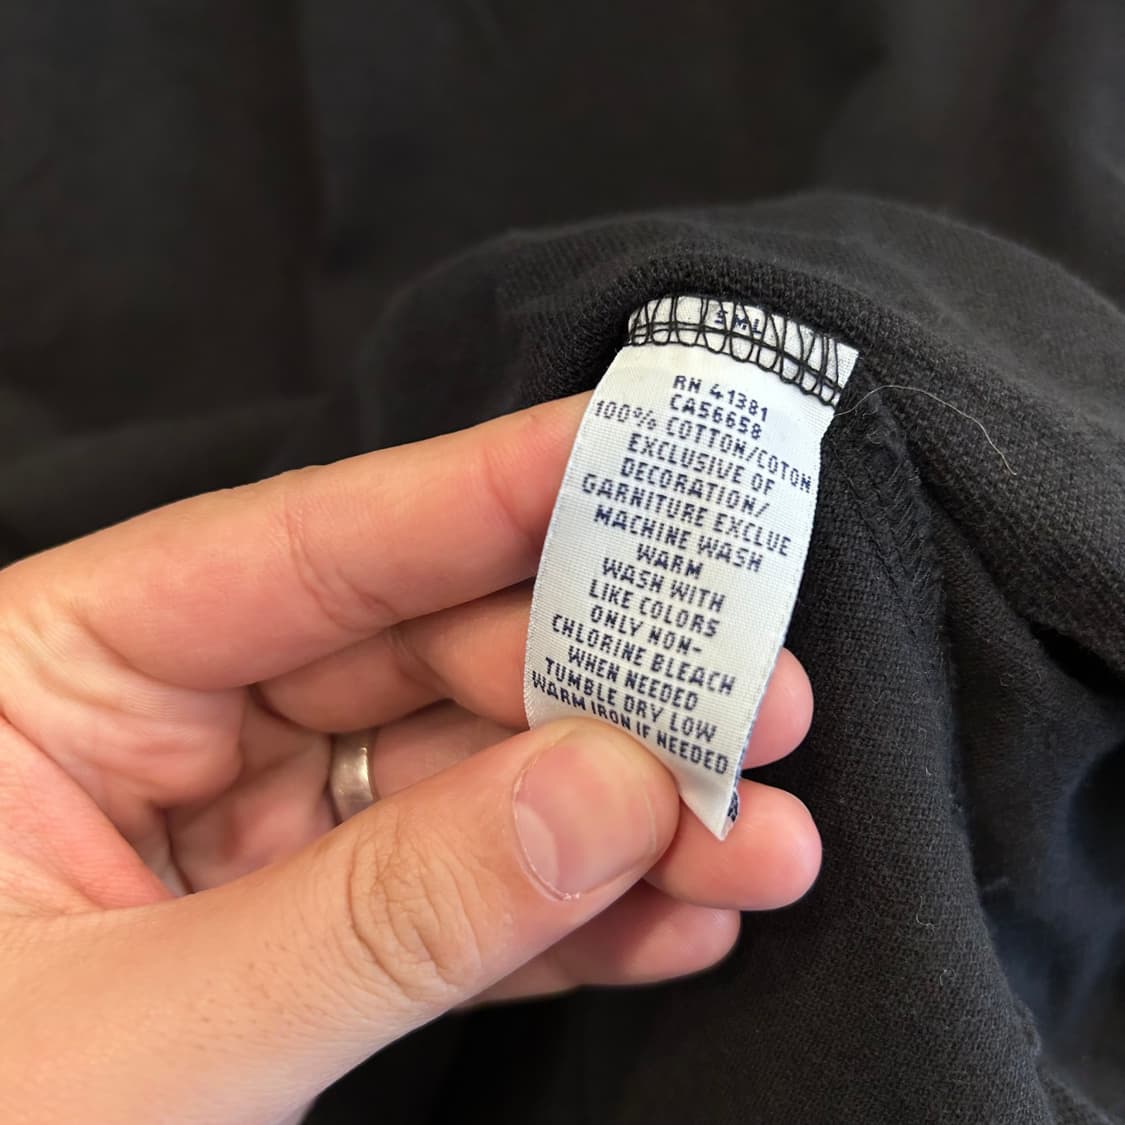 RN 41381
CA56658
100% COTTON/COTON
EXCLUSIVE OF
DECORATION/
GARNITURE EXCLUE
MACHINE WASH
WARM
WASH WITH
LIKE COLORS
ONLY NON-
CHLORINE BLEACH
WHEN NEEDED
TUMBLE DRY LOW
WARM IRON IF NEEDED